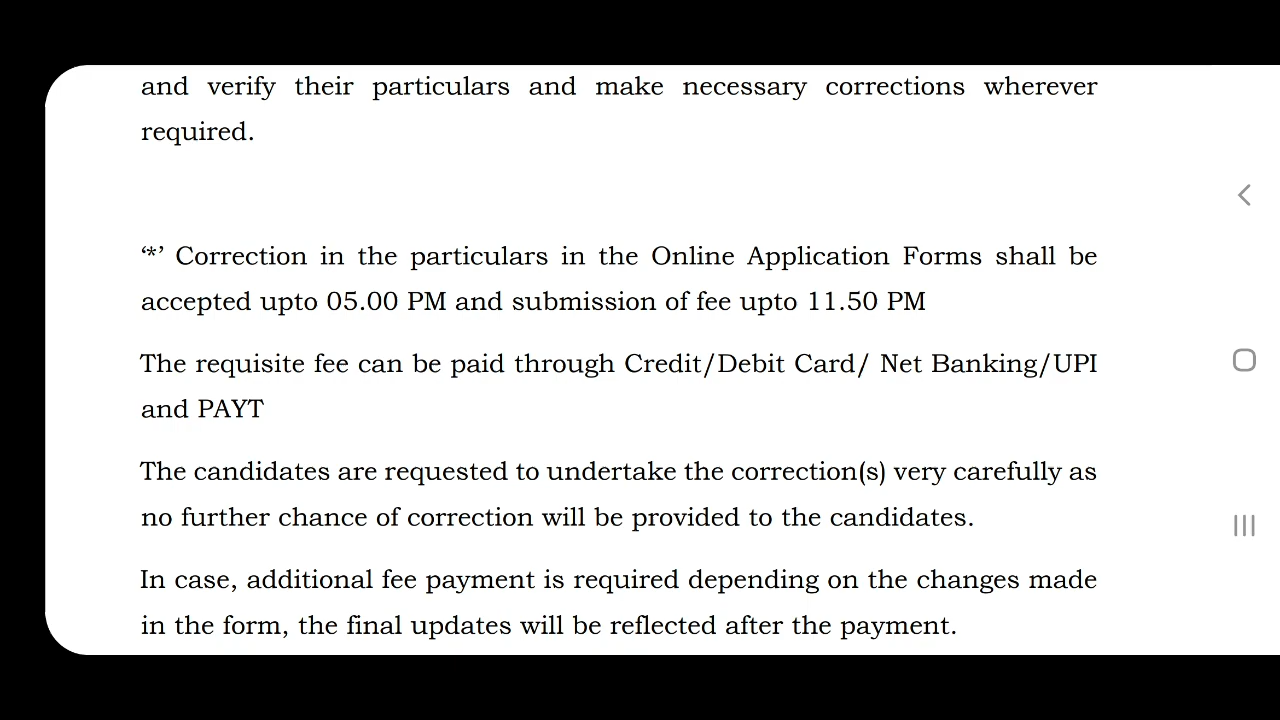 and verify their particulars and make necessary corrections wherever
required.
‘*’ Correction in the particulars in the Online Application Forms shall be
accepted upto 05.00 PM and submission of fee upto 11.50 PM
The requisite fee can be paid through Credit/Debit Card/ Net Banking/UPI
and PAYT
The candidates are requested to undertake the correction(s) very carefully as
no further chance of correction will be provided to the candidates.
In case, additional fee payment is required depending on the changes made
in the form, the final updates will be reflected after the payment.